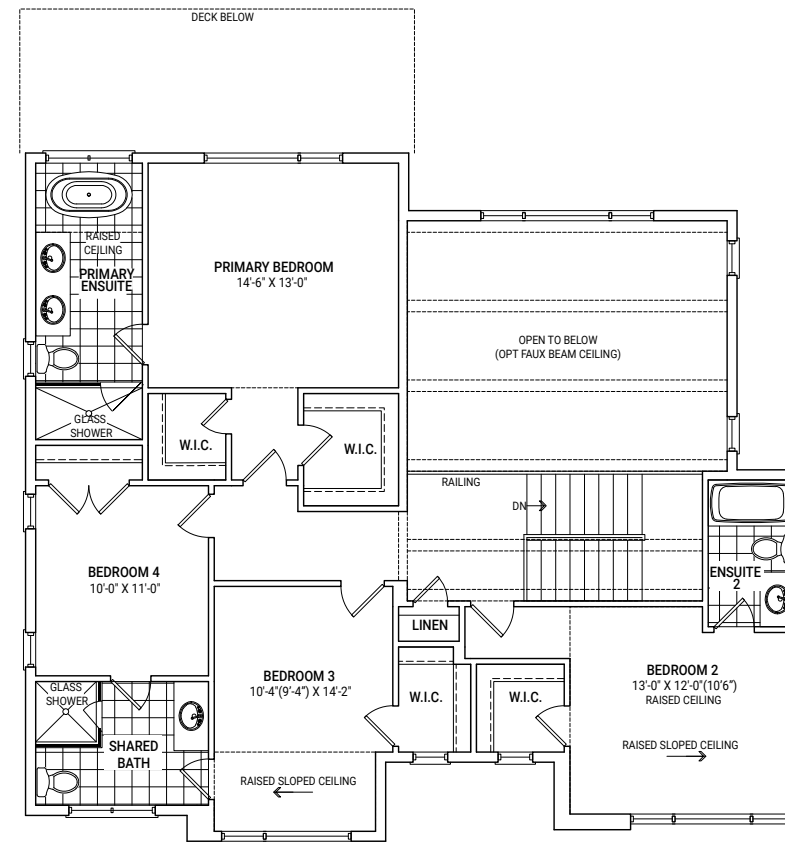 DECK BELOW
RAISED
CEILING
PRIMARY
ENSUITE
PRIMARY BEDROOM
14'-6" X 13'-0"
OPEN TO BELOW
(OPT FAUX BEAM CEILING)
GLASS
SHOWER
W.I.C.
W.I.C.
RAILING
DN
BEDROOM 4
10'-0" X 11'-0"
ENSUITE
2
LINEN
GLASS
SHOWER
SHARED
BATH
BEDROOM 3
10'-4"(9'-4") X 14'-2"
W.I.C.
W.I.C.
BEDROOM 2
13'-0" X 12'-0"(10'6")
RAISED CEILING
RAISED SLOPED CEILING
RAISED SLOPED CEILING